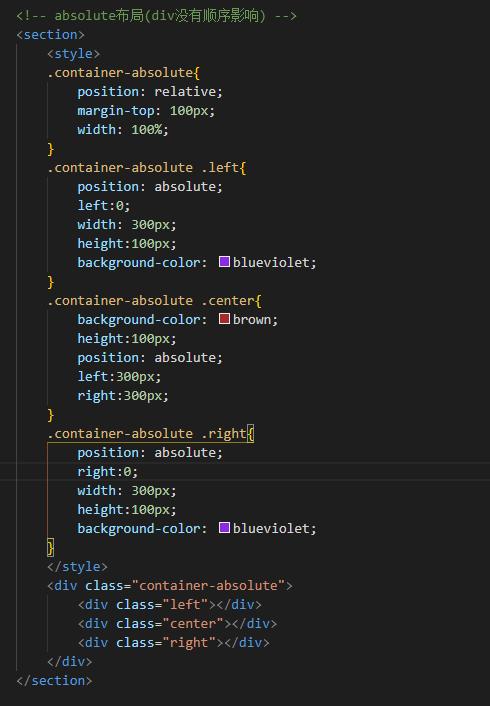 <!-- absolute布局(div没有顺序影响) -->
<section>
    <style>
    .container-absolute{
        position: relative;
        margin-top: 100px;
        width: 100%;
    }
    .container-absolute .left{
        position: absolute;
        left:0;
        width: 300px;
        height:100px;
        background-color: blueviolet;
    }
    .container-absolute .center{
        background-color: brown;
        height:100px;
        position: absolute;
        left:300px;
        right:300px;
    }
    .container-absolute .right{
        position: absolute;
        right:0;
        width: 300px;
        height:100px;
        background-color: blueviolet;
    }
    </style>
    <div class="container-absolute">
        <div class="left"></div>
        <div class="center"></div>
        <div class="right"></div>
    </div>
</section>